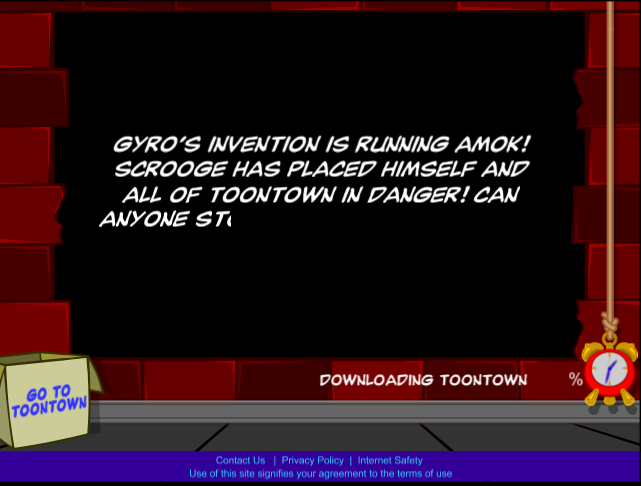 GYRO'S INVENTION IS RUNNING AMOK!
SCROOGE HAS PLACED HIMSELF AND
ALL OF TOONTOWN IN DANGER! CAN
ANYONE
DOWNLOADING TOONTOWN %
GO TO
TOONTOWN
Contact Us | Privacy Policy | Internet Safety
Use of this site signifies your agreement to the terms of use